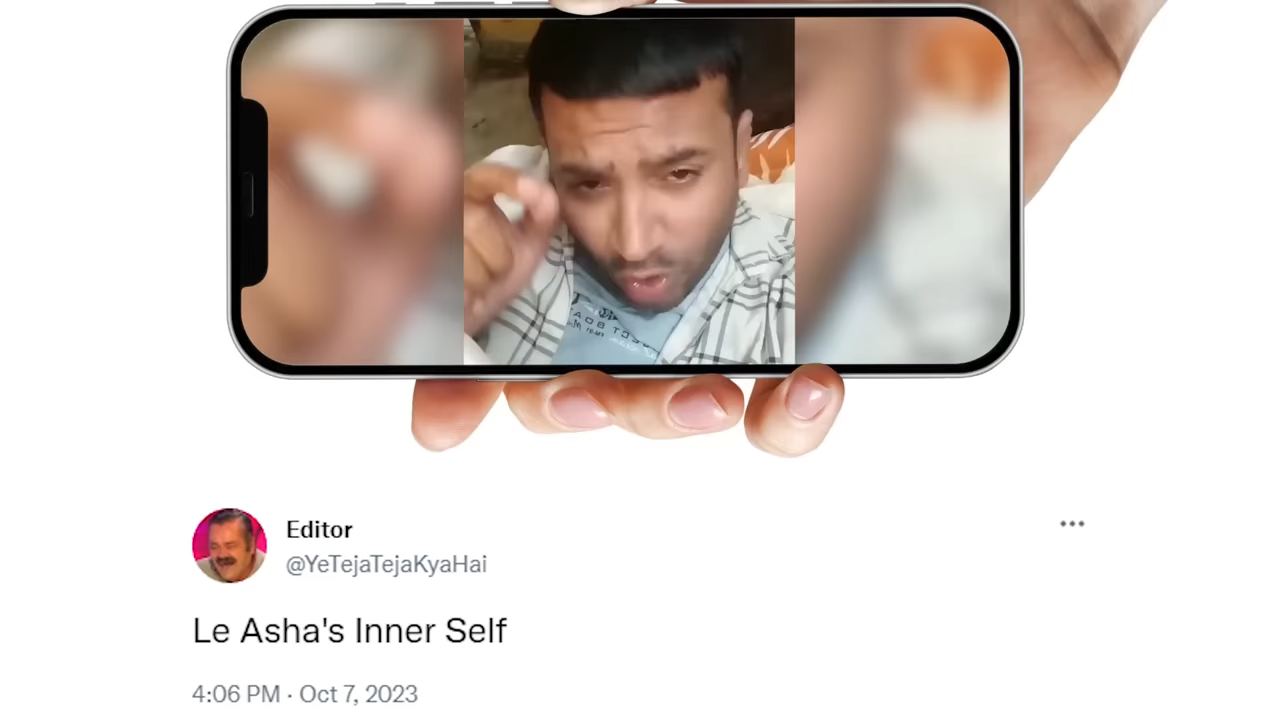 Editor
@YeTejaTejaKyaHai
Le Asha's Inner Self
4:06 PM · Oct 7, 2023